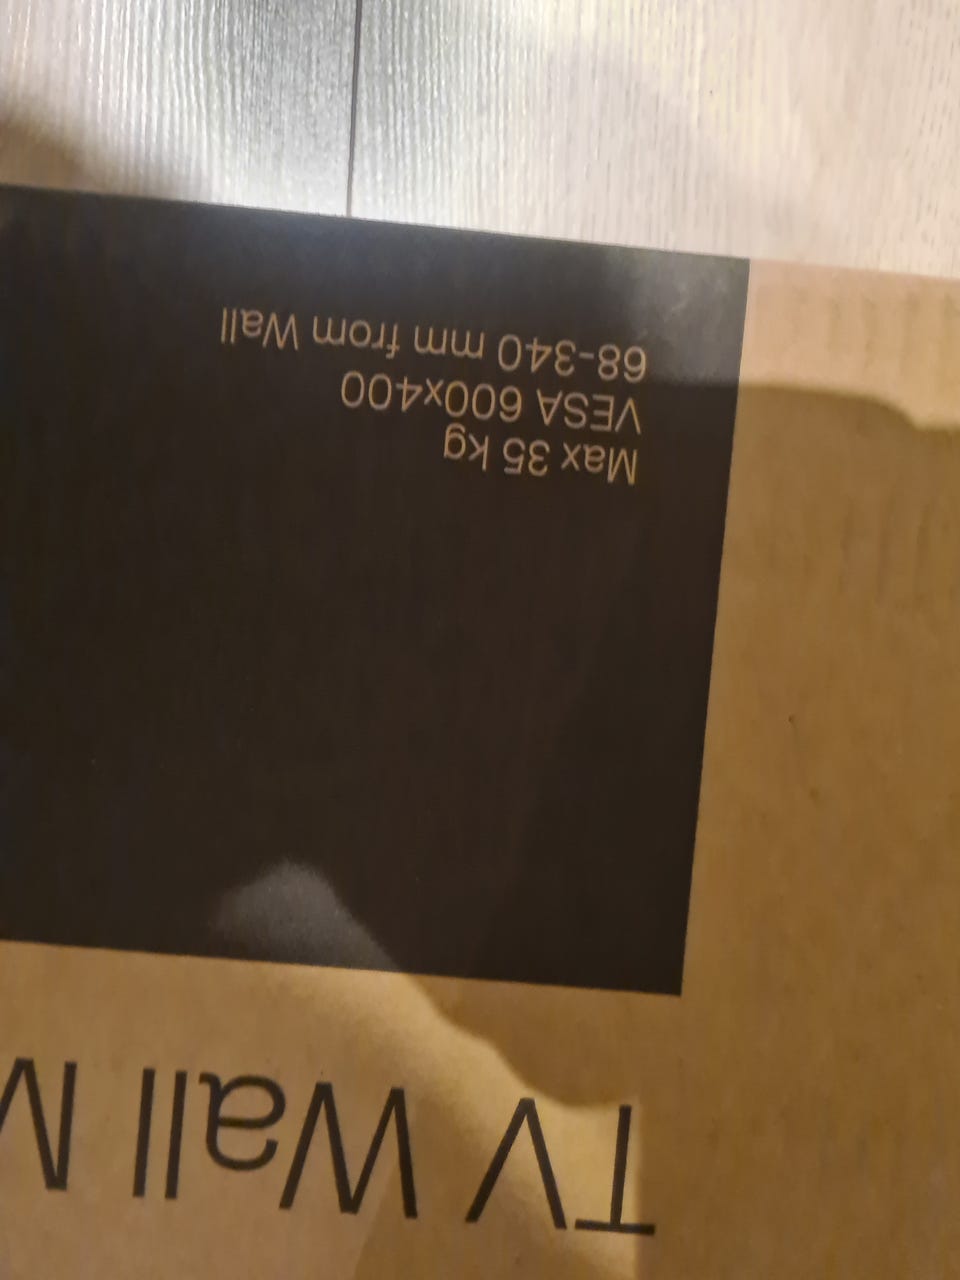 TV Wall M
Max 35 kg
VESA 600x400
68-340 mm from Wall